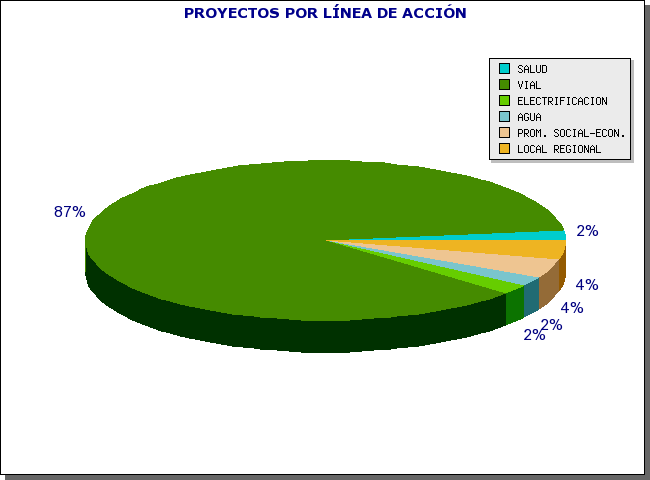 PROYECTOS POR LÍNEA DE ACCIÓN
SALUD
VIAL
ELECTRIFICACION
AGUA
PROM. SOCIAL-ECON.
LOCAL REGIONAL
87%
2%
4%
4%
2%
2%